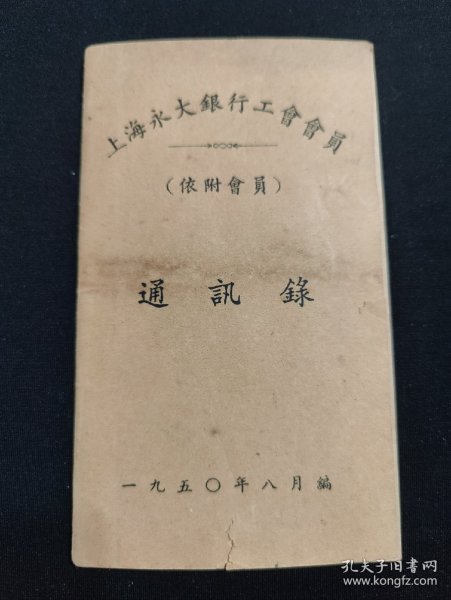 上海永大銀行工會會員
（依附會員）
通訊錄
一九五〇年八月編
孔夫子旧书网
www.kongfz.com